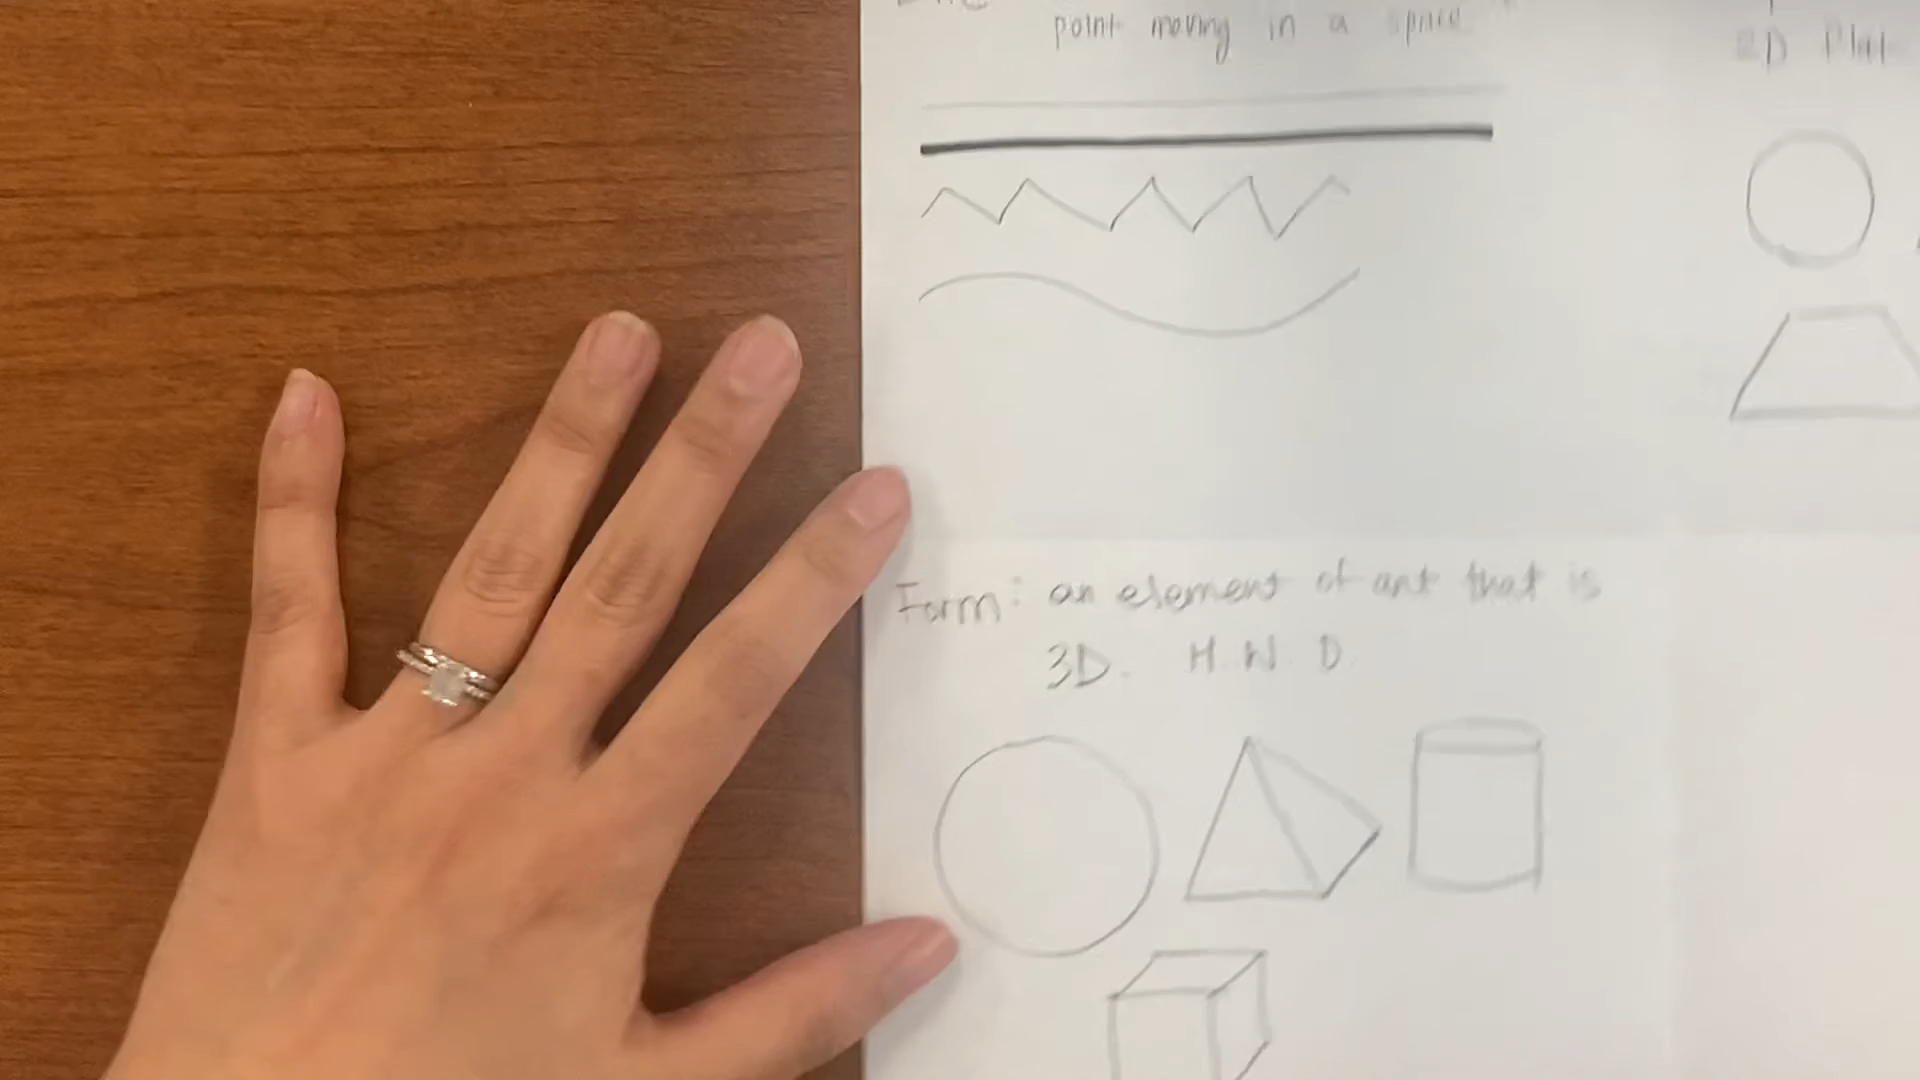 point moving in a space
2D
Form: an element of art that is
3D. H. W. D.